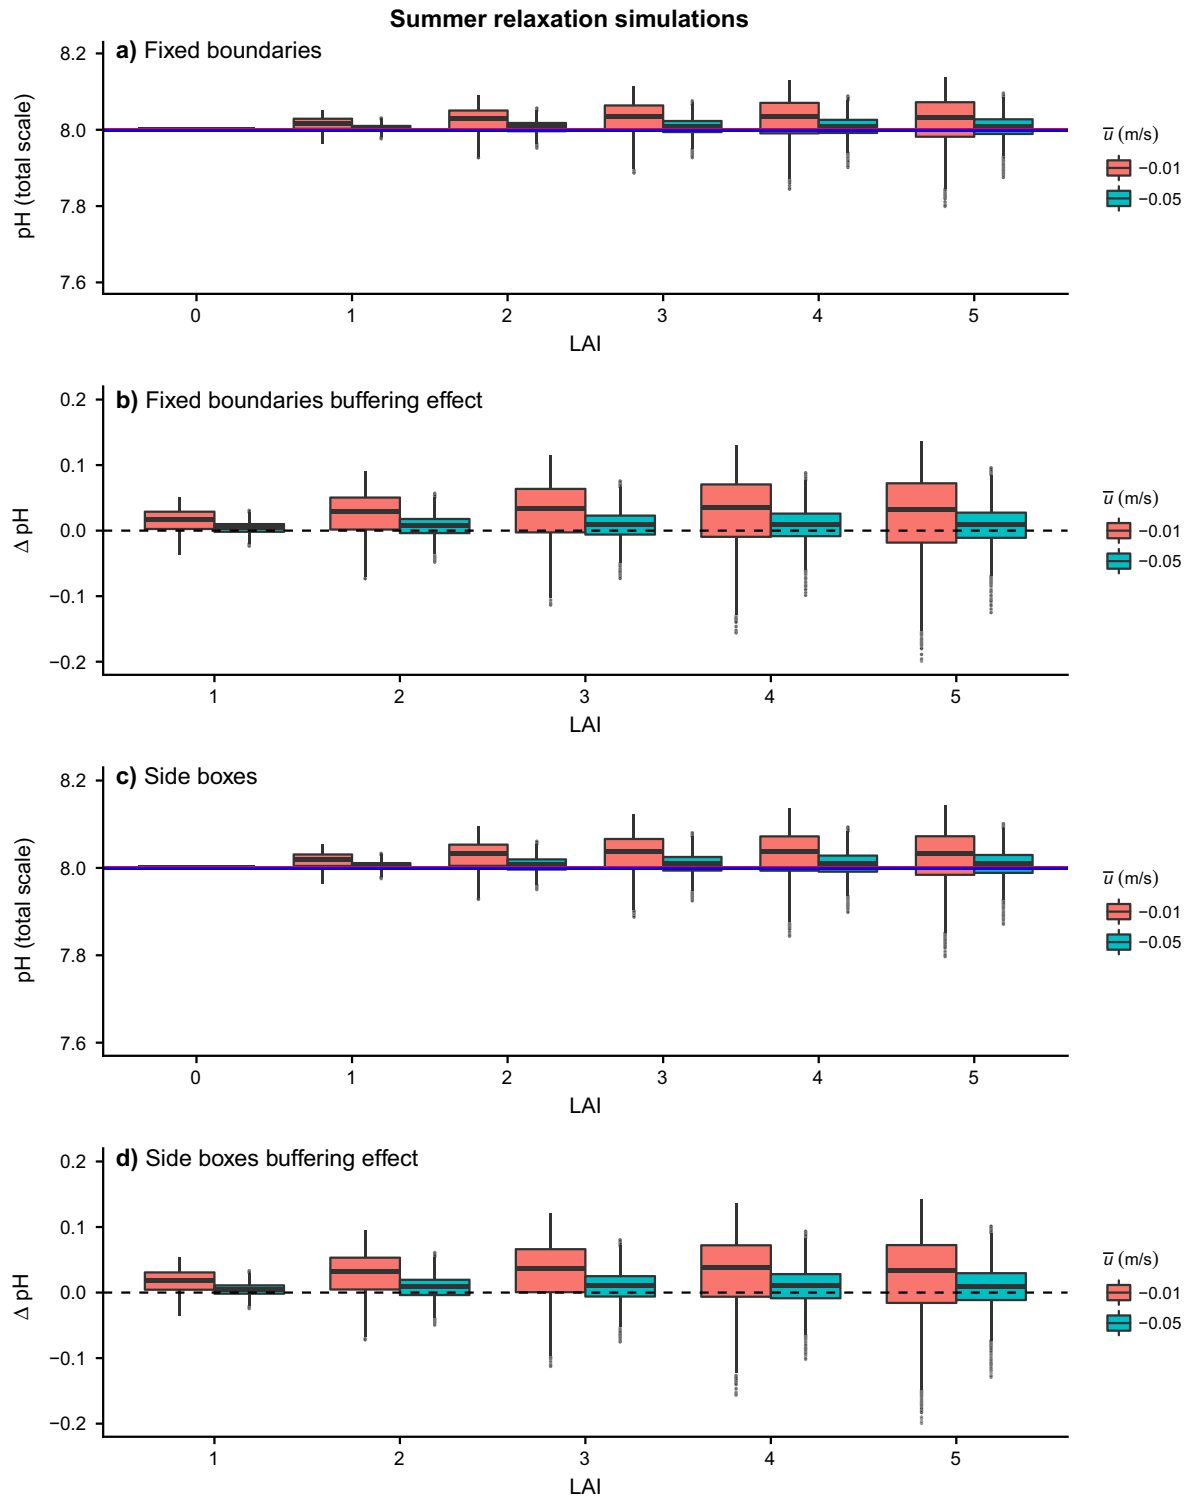 Summer relaxation simulations
a) Fixed boundaries
8.2
8.0
7.8
7.6
pH (total scale)
0 1 2 3 4 5
LAI
u̅ (m/s)
−0.01
−0.05
b) Fixed boundaries buffering effect
0.2
0.1
0.0
−0.1
−0.2
Δ pH
1 2 3 4 5
LAI
u̅ (m/s)
−0.01
−0.05
c) Side boxes
8.2
8.0
7.8
7.6
pH (total scale)
0 1 2 3 4 5
LAI
u̅ (m/s)
−0.01
−0.05
d) Side boxes buffering effect
0.2
0.1
0.0
−0.1
−0.2
Δ pH
1 2 3 4 5
LAI
u̅ (m/s)
−0.01
−0.05